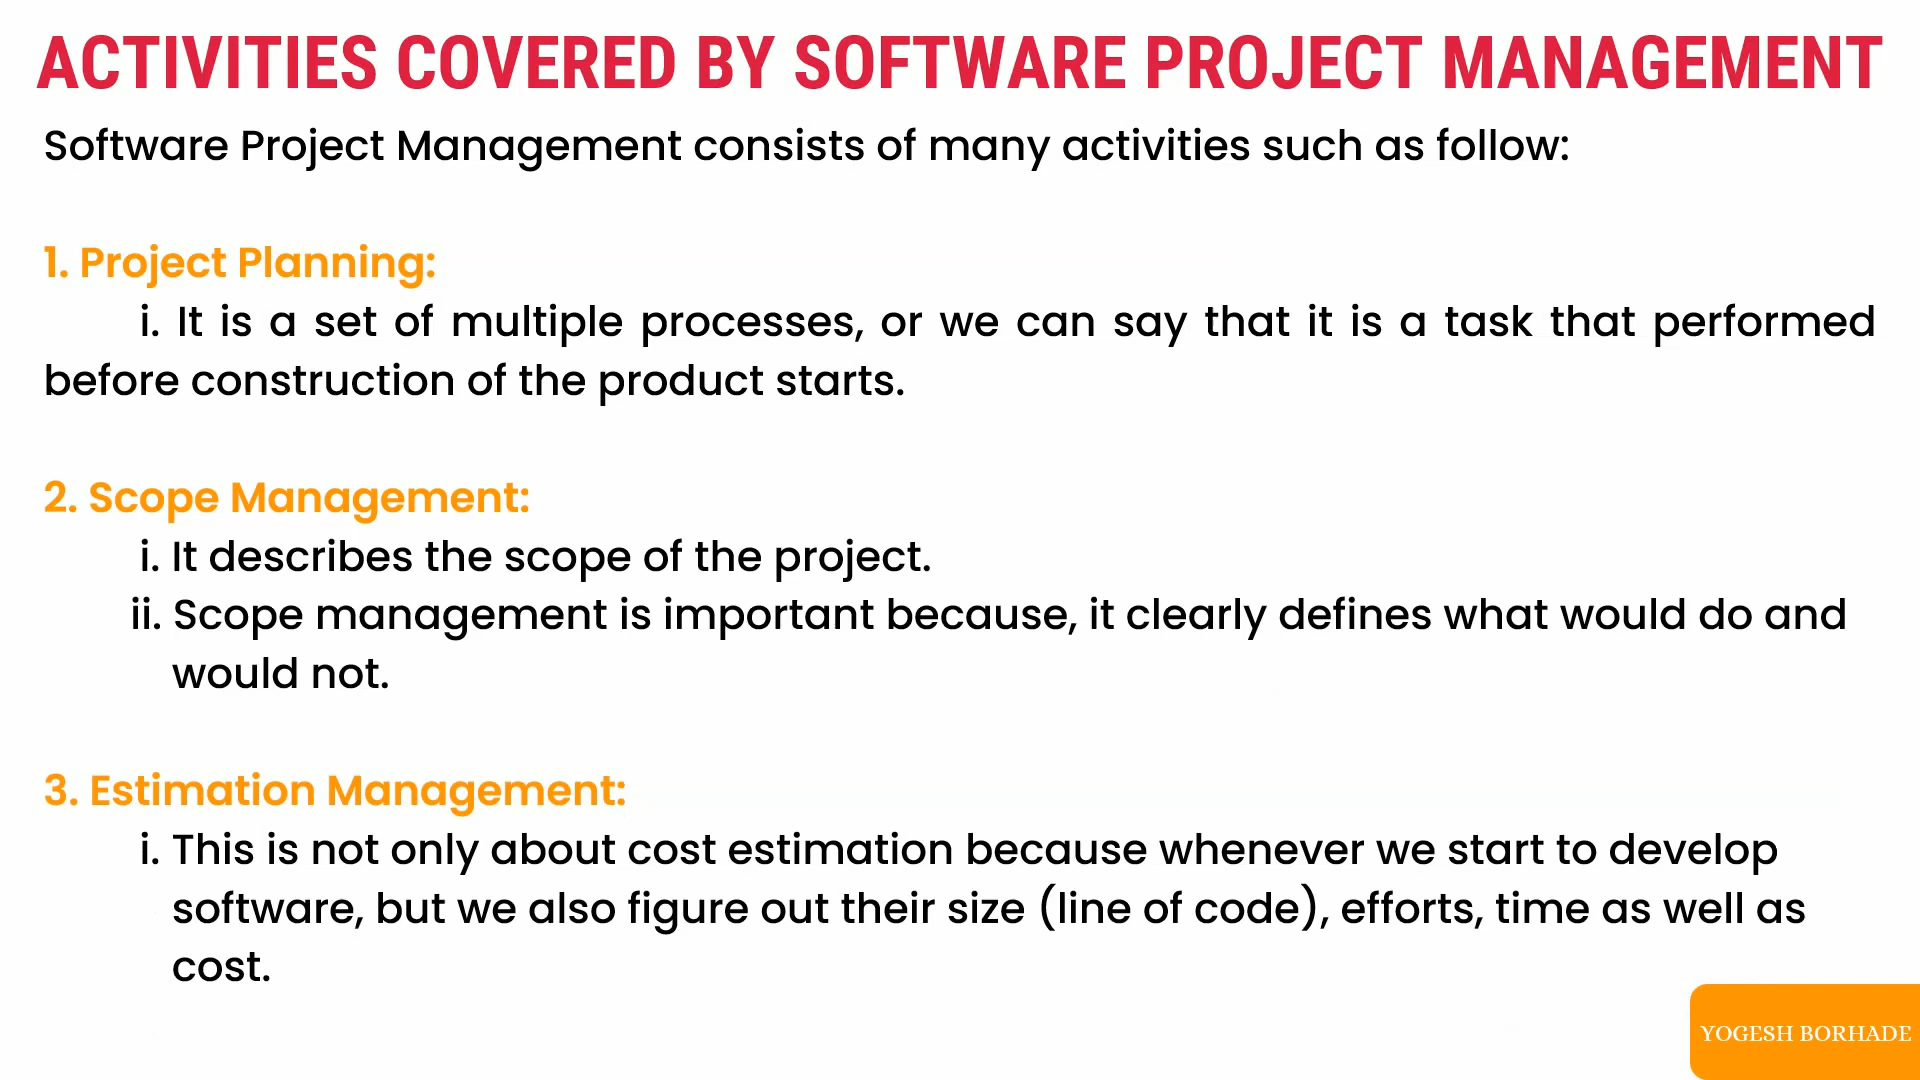 ACTIVITIES COVERED BY SOFTWARE PROJECT MANAGEMENT
Software Project Management consists of many activities such as follow:
1. Project Planning:
i. It is a set of multiple processes, or we can say that it is a task that performed
before construction of the product starts.
2. Scope Management:
i. It describes the scope of the project.
ii. Scope management is important because, it clearly defines what would do and
would not.
3. Estimation Management:
i. This is not only about cost estimation because whenever we start to develop
software, but we also figure out their size (line of code), efforts, time as well as
cost.
YOGESH BORHADE